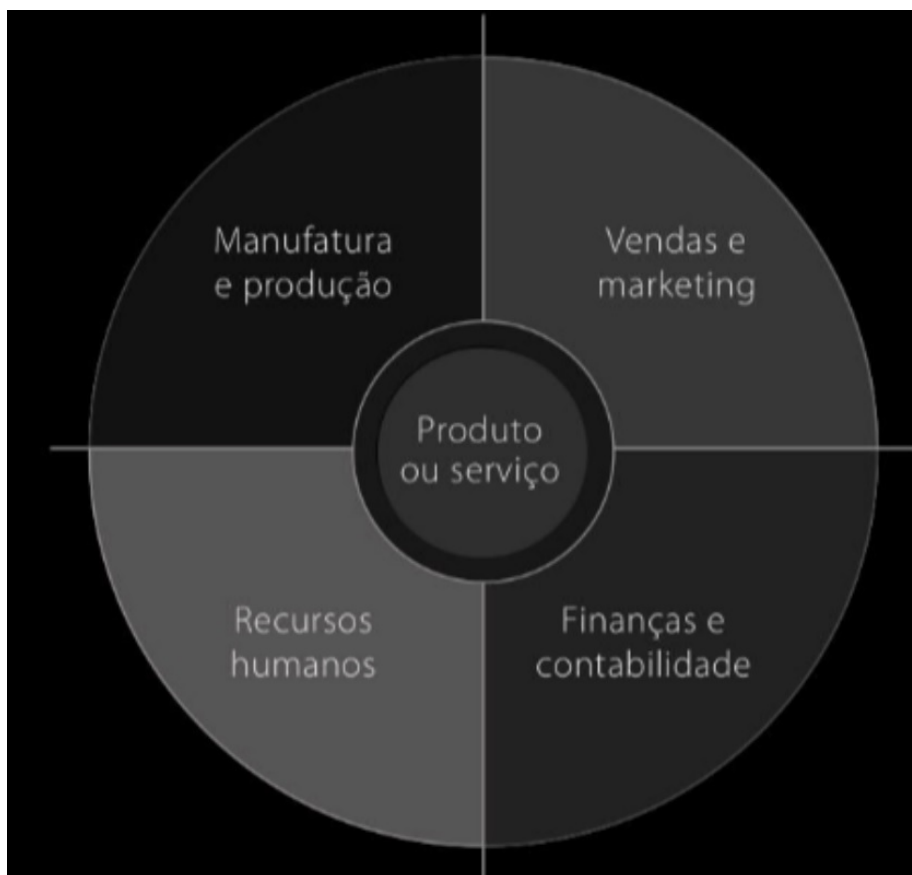 Manufatura
e produção
Vendas e
marketing
Produto
ou serviço
Recursos
humanos
Finanças e
contabilidade